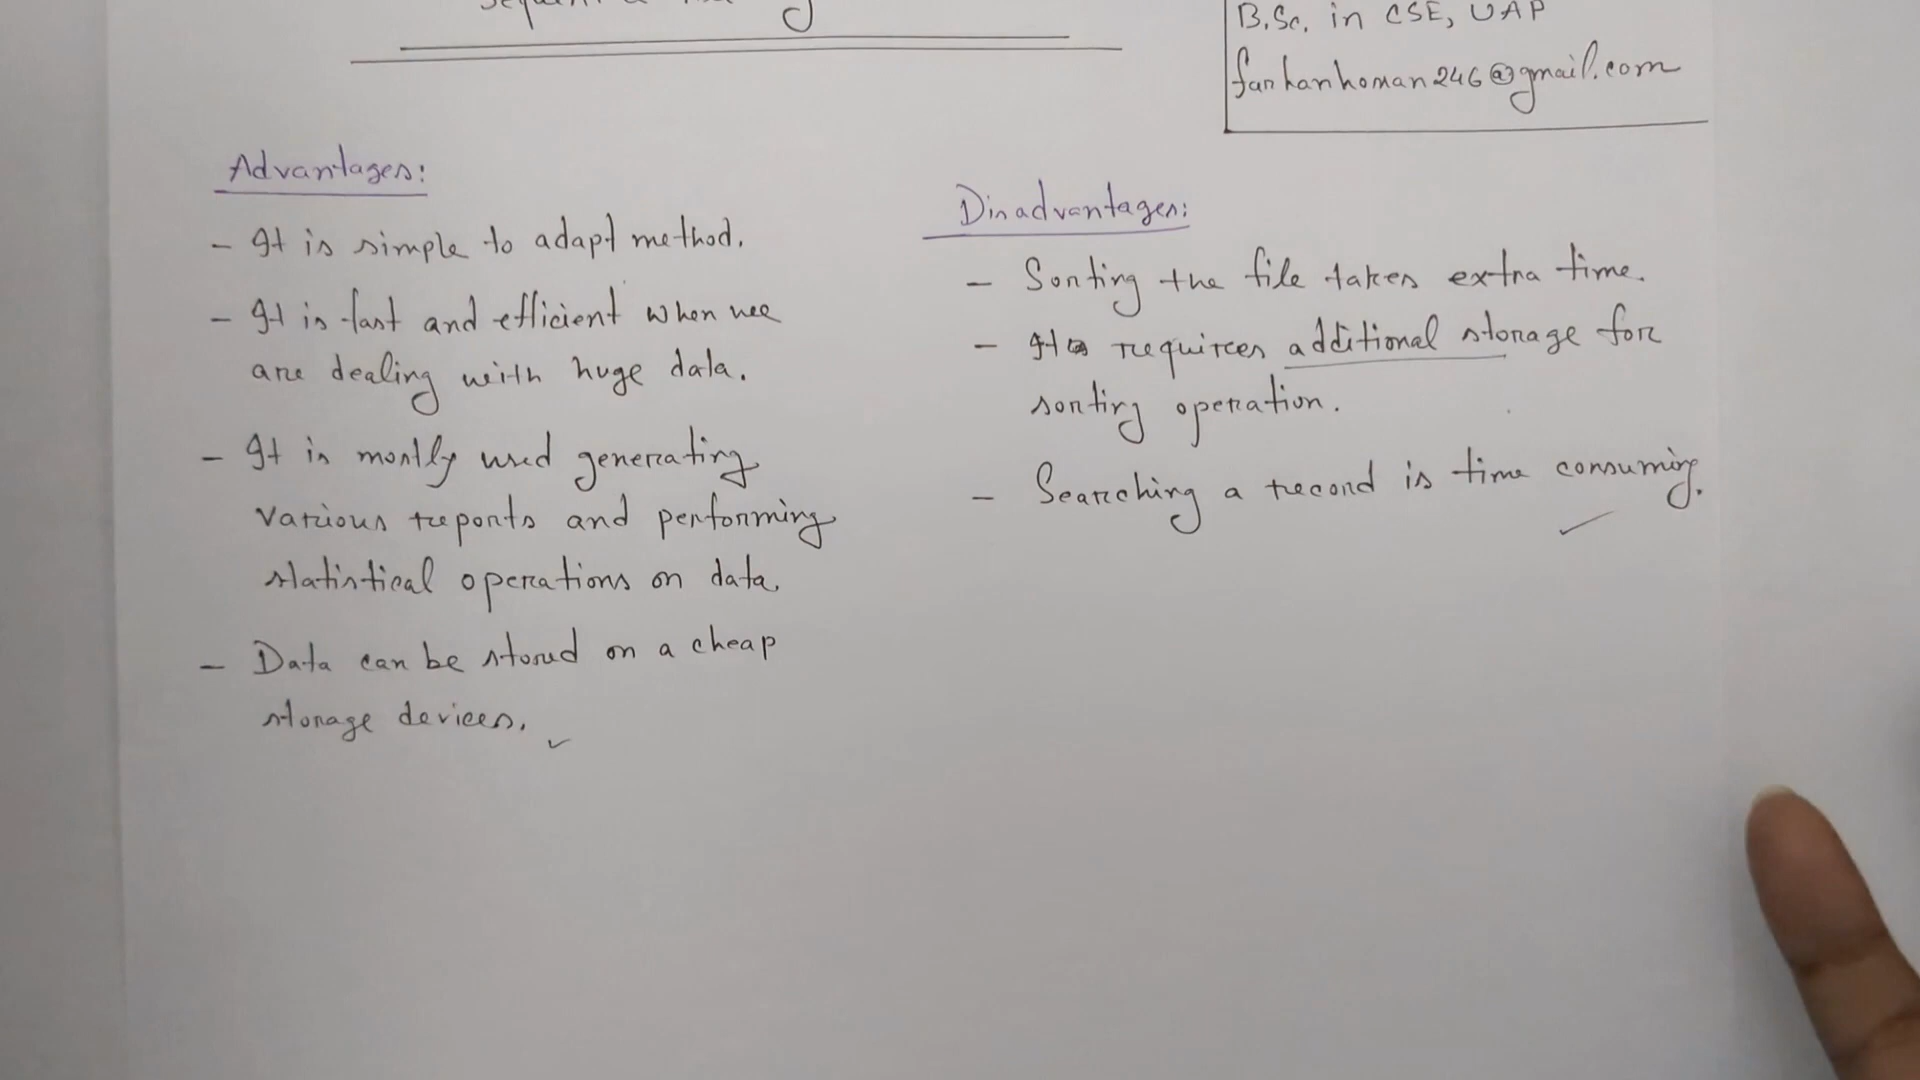 B.Sc. in CSE, UAP
farhanhoman246@gmail.com
Advantages:
- It is simple to adapt method.
- It is fast and efficient when we
are dealing with huge data.
- It is mostly used generating
various reports and performing
statistical operations on data.
- Data can be stored on a cheap
storage devices.
Disadvantages:
- Sorting the file takes extra time.
- It requires additional storage for
sorting operation.
- Searching a record is time consuming.